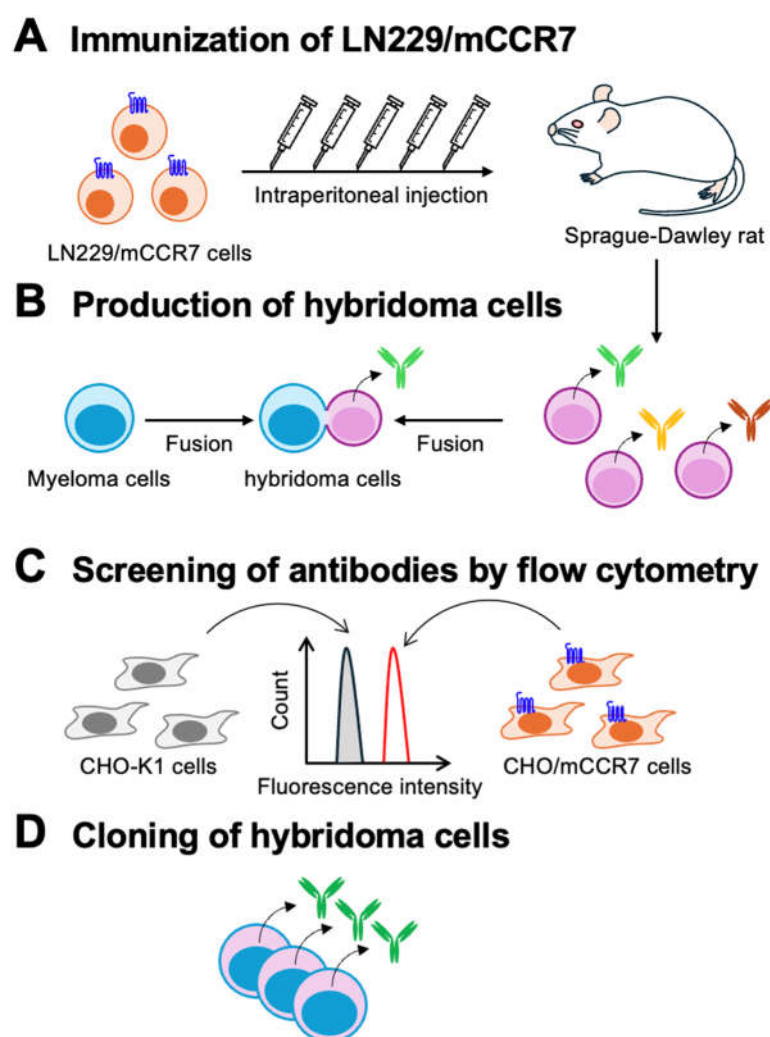 A Immunization of LN229/mCCR7
Intraperitoneal injection
LN229/mCCR7 cells
Sprague-Dawley rat
B Production of hybridoma cells
Fusion
Fusion
Myeloma cells
hybridoma cells
C Screening of antibodies by flow cytometry
Count
CHO-K1 cells
Fluorescence intensity
CHO/mCCR7 cells
D Cloning of hybridoma cells